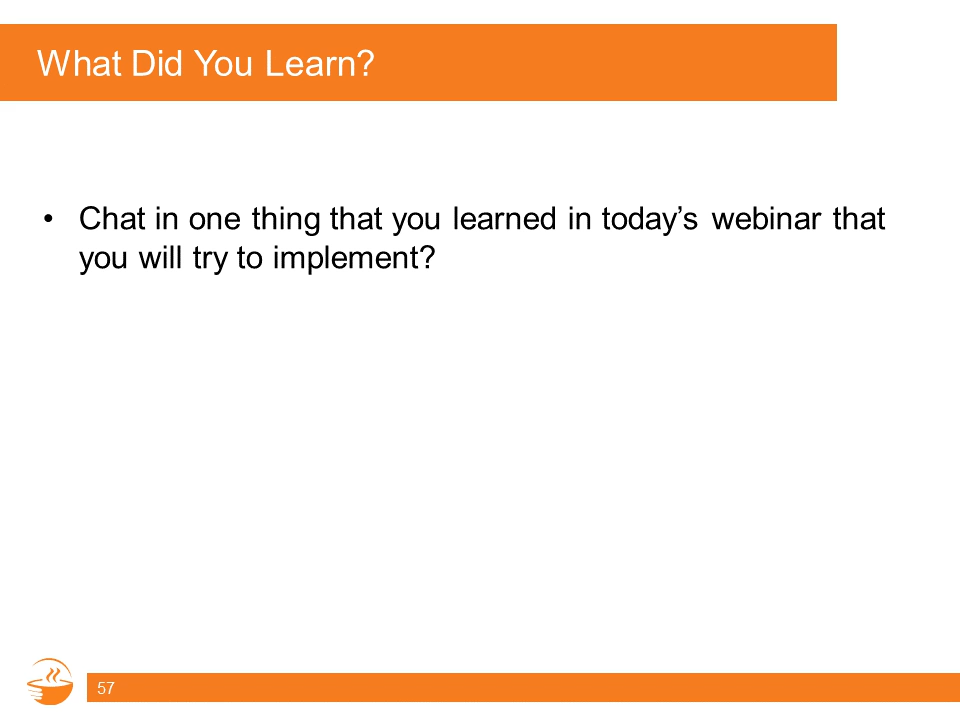 What Did You Learn?
• Chat in one thing that you learned in today’s webinar that
you will try to implement?
57